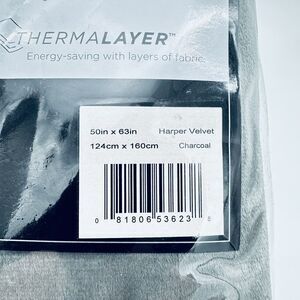 THERMALAYER™
Energy-saving with layers of fabric
50in x 63in Harper Velvet
124cm x 160cm Charcoal
0 81806 53623 8